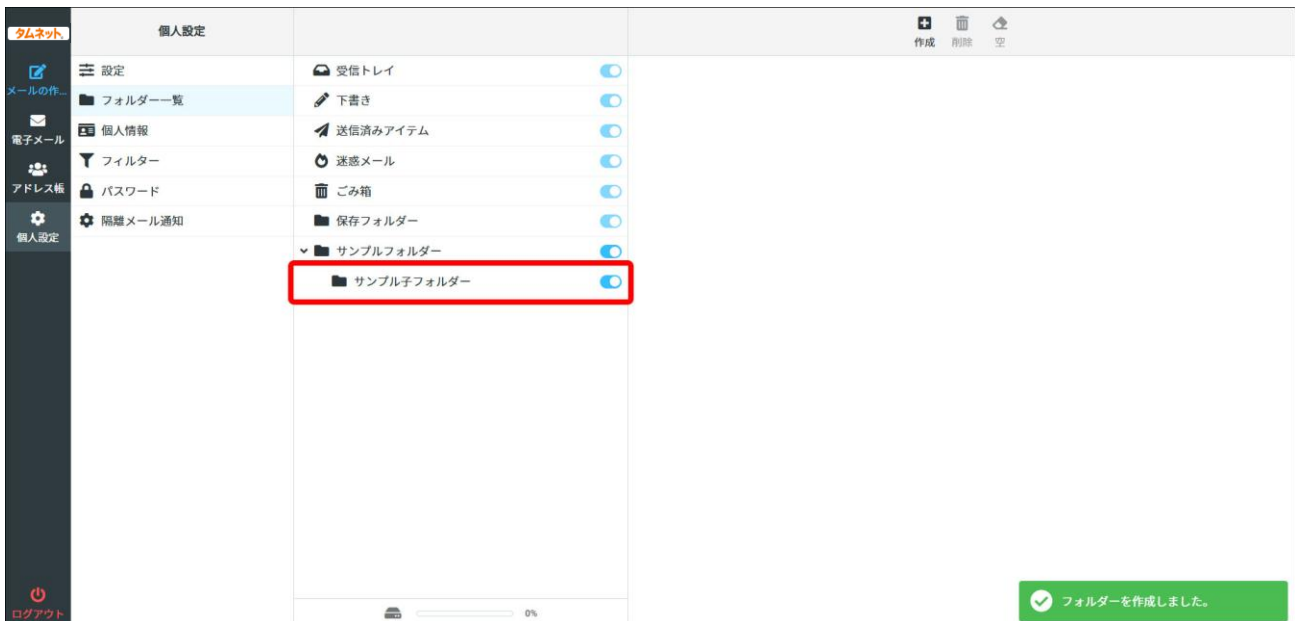 タムネット
メールの作...
電子メール
アドレス帳
個人設定
ログアウト
個人設定
設定
フォルダー一覧
個人情報
フィルター
パスワード
隔離メール通知
受信トレイ
下書き
送信済みアイテム
迷惑メール
ごみ箱
保存フォルダー
サンプルフォルダー
サンプル子フォルダー
0%
作成 削除 空
フォルダーを作成しました。